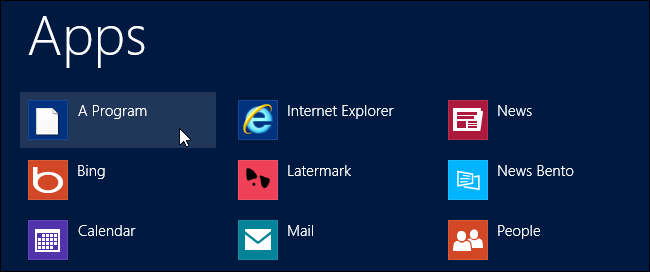 Apps
A Program
Internet Explorer
News
Bing
Latermark
News Bento
Calendar
Mail
People